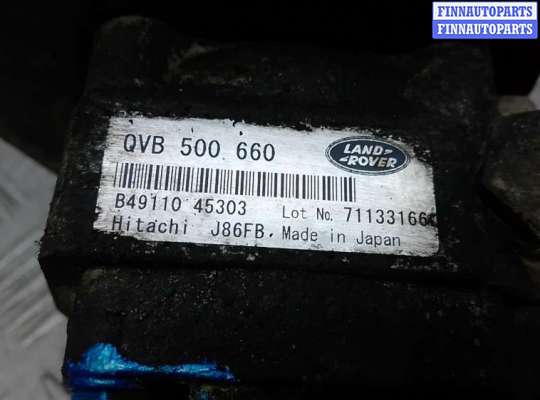 FINNAUTOPARTS
FINNAUTOPARTS
QVB 500 660
LAND ROVER
B49110 45303 Lot No. 71133166
Hitachi J86FB. Made in Japan